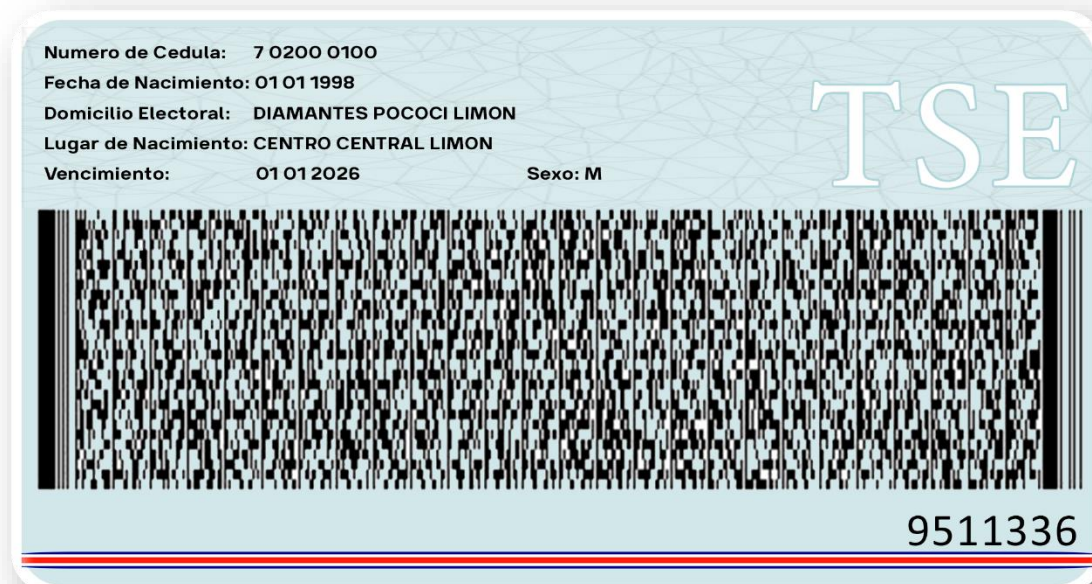 Numero de Cedula: 7 0200 0100
Fecha de Nacimiento: 01 01 1998
Domicilio Electoral: DIAMANTES POCOCI LIMON
Lugar de Nacimiento: CENTRO CENTRAL LIMON
Vencimiento: 01 01 2026 Sexo: M
TSE
9511336